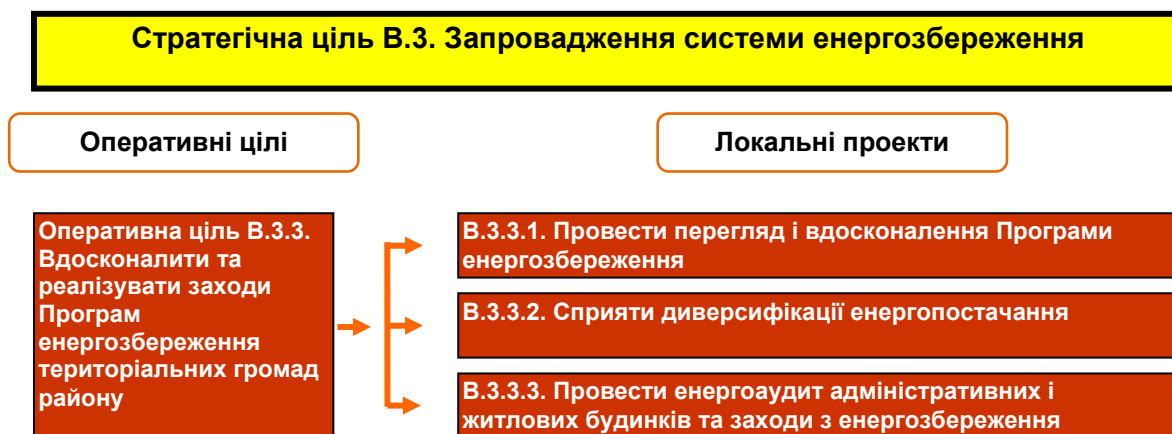 Стратегічна ціль В.3. Запровадження системи енергозбереження
Оперативні цілі
Локальні проекти
Оперативна ціль В.3.3.
Вдосконалити та
реалізувати заходи
Програм
енергозбереження
територіальних громад
району
В.3.3.1. Провести перегляд і вдосконалення Програми
енергозбереження
В.3.3.2. Сприяти диверсифікації енергопостачання
В.3.3.3. Провести енергоаудит адміністративних і
житлових будинків та заходи з енергозбереження